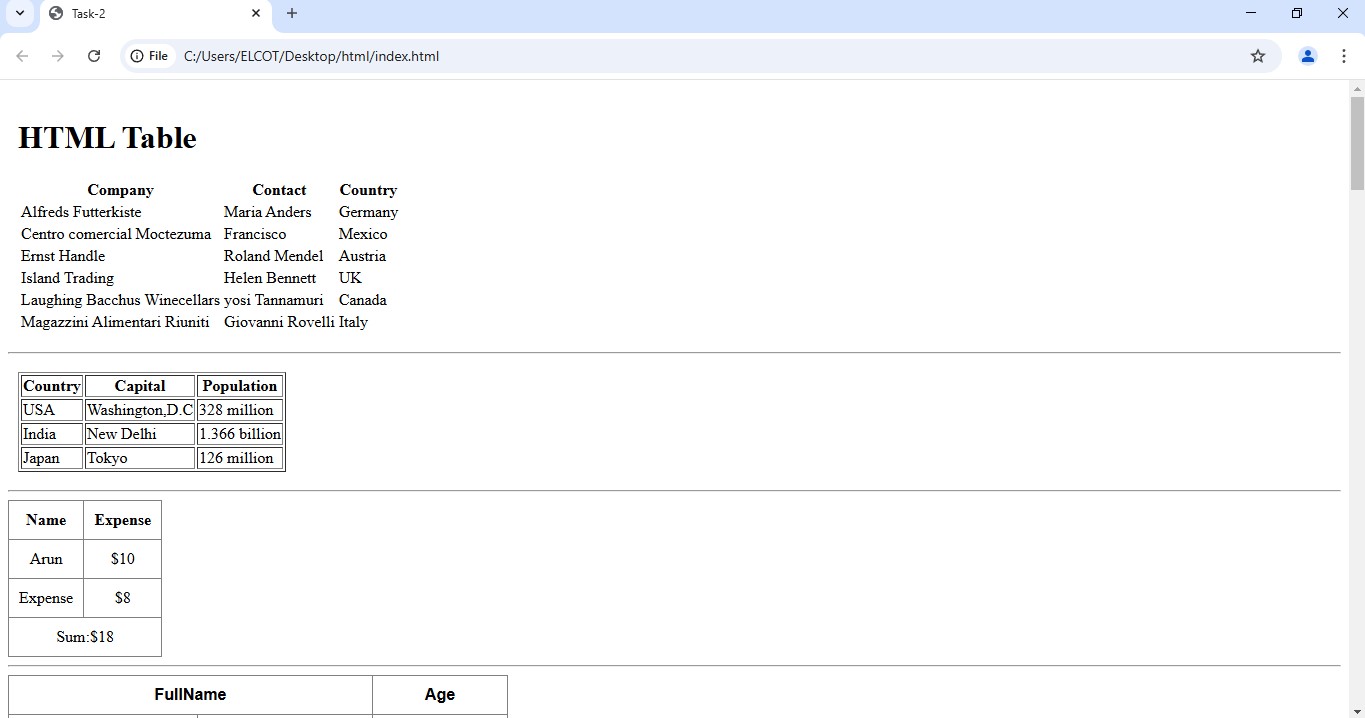 Task-2
File C:/Users/ELCOT/Desktop/html/index.html
HTML Table
Company Contact Country
Alfreds Futterkiste Maria Anders Germany
Centro comercial Moctezuma Francisco Mexico
Ernst Handle Roland Mendel Austria
Island Trading Helen Bennett UK
Laughing Bacchus Winecellars yosi Tannamuri Canada
Magazzini Alimentari Riuniti Giovanni Rovelli Italy
Country Capital Population
USA Washington,D.C 328 million
India New Delhi 1.366 billion
Japan Tokyo 126 million
Name Expense
Arun $10
Expense $8
Sum:$18
FullName Age